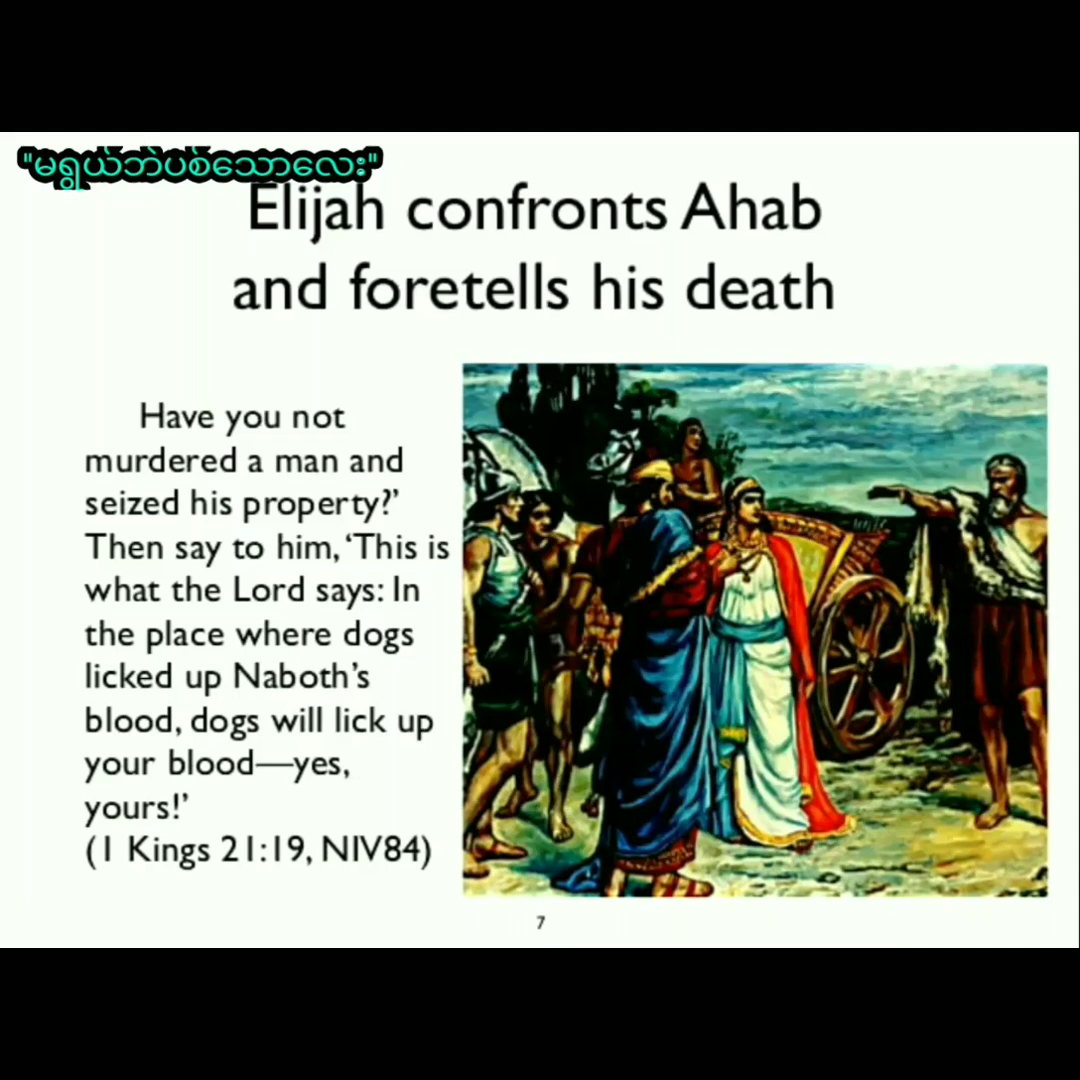 "မရွယ်ဘဲပစ်သောလေး"
Elijah confronts Ahab
and foretells his death
Have you not
murdered a man and
seized his property?’
Then say to him, ‘This is
what the Lord says: In
the place where dogs
licked up Naboth’s
blood, dogs will lick up
your blood—yes,
yours!’
(1 Kings 21:19, NIV84)
7